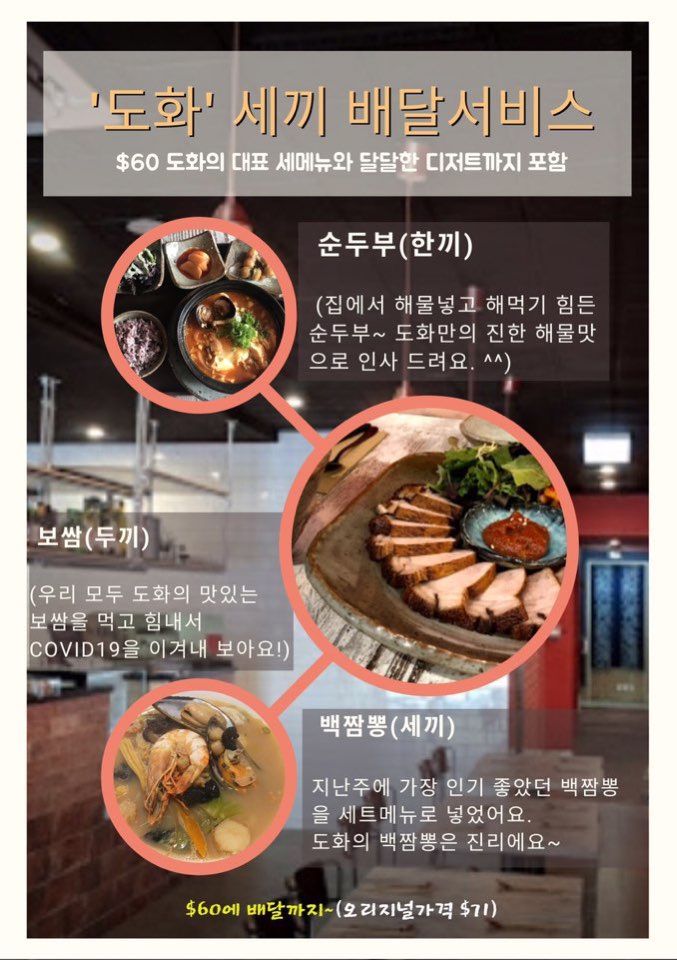 '도화' 세끼 배달서비스
$60 도화의 대표 세메뉴와 달달한 디저트까지 포함
순두부(한끼)
(집에서 해물넣고 해먹기 힘든
순두부~ 도화만의 진한 해물맛
으로 인사 드려요. ^^)
보쌈(두끼)
(우리 모두 도화의 맛있는
보쌈을 먹고 힘내서
COVID19을 이겨내 보아요!)
백짬뽕(세끼)
지난주에 가장 인기 좋았던 백짬뽕
을 세트메뉴로 넣었어요.
도화의 백짬뽕은 진리에요~
$60에 배달까지~(오리지널가격 $71)